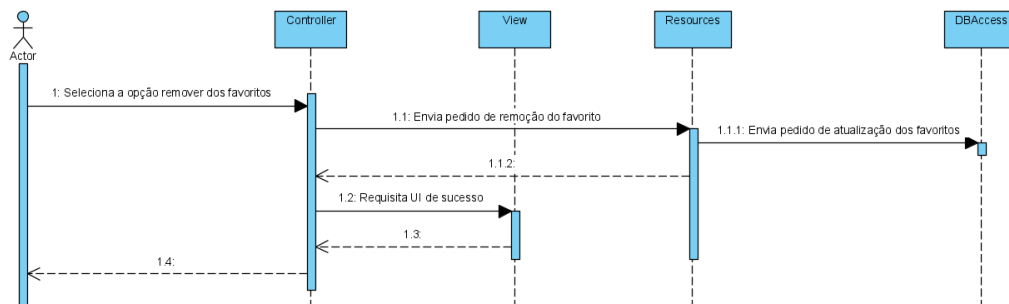 Controller
View
Resources
DBAccess
Actor
1: Seleciona a opção remover dos favoritos
1.1: Envia pedido de remoção do favorito
1.1.1: Envia pedido de atualização dos favoritos
1.1.2:
1.2: Requisita UI de sucesso
1.3:
1.4: